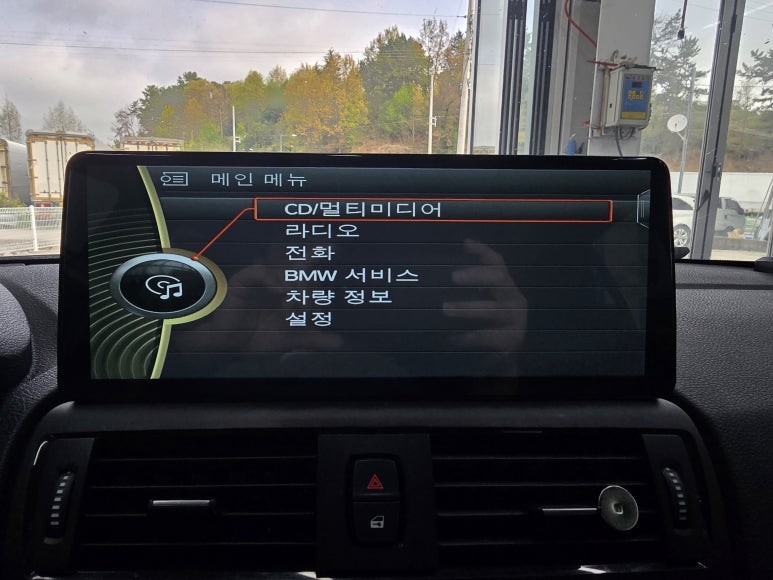 메인 메뉴
CD/멀티미디어
라디오
전화
BMW 서비스
차량 정보
설정